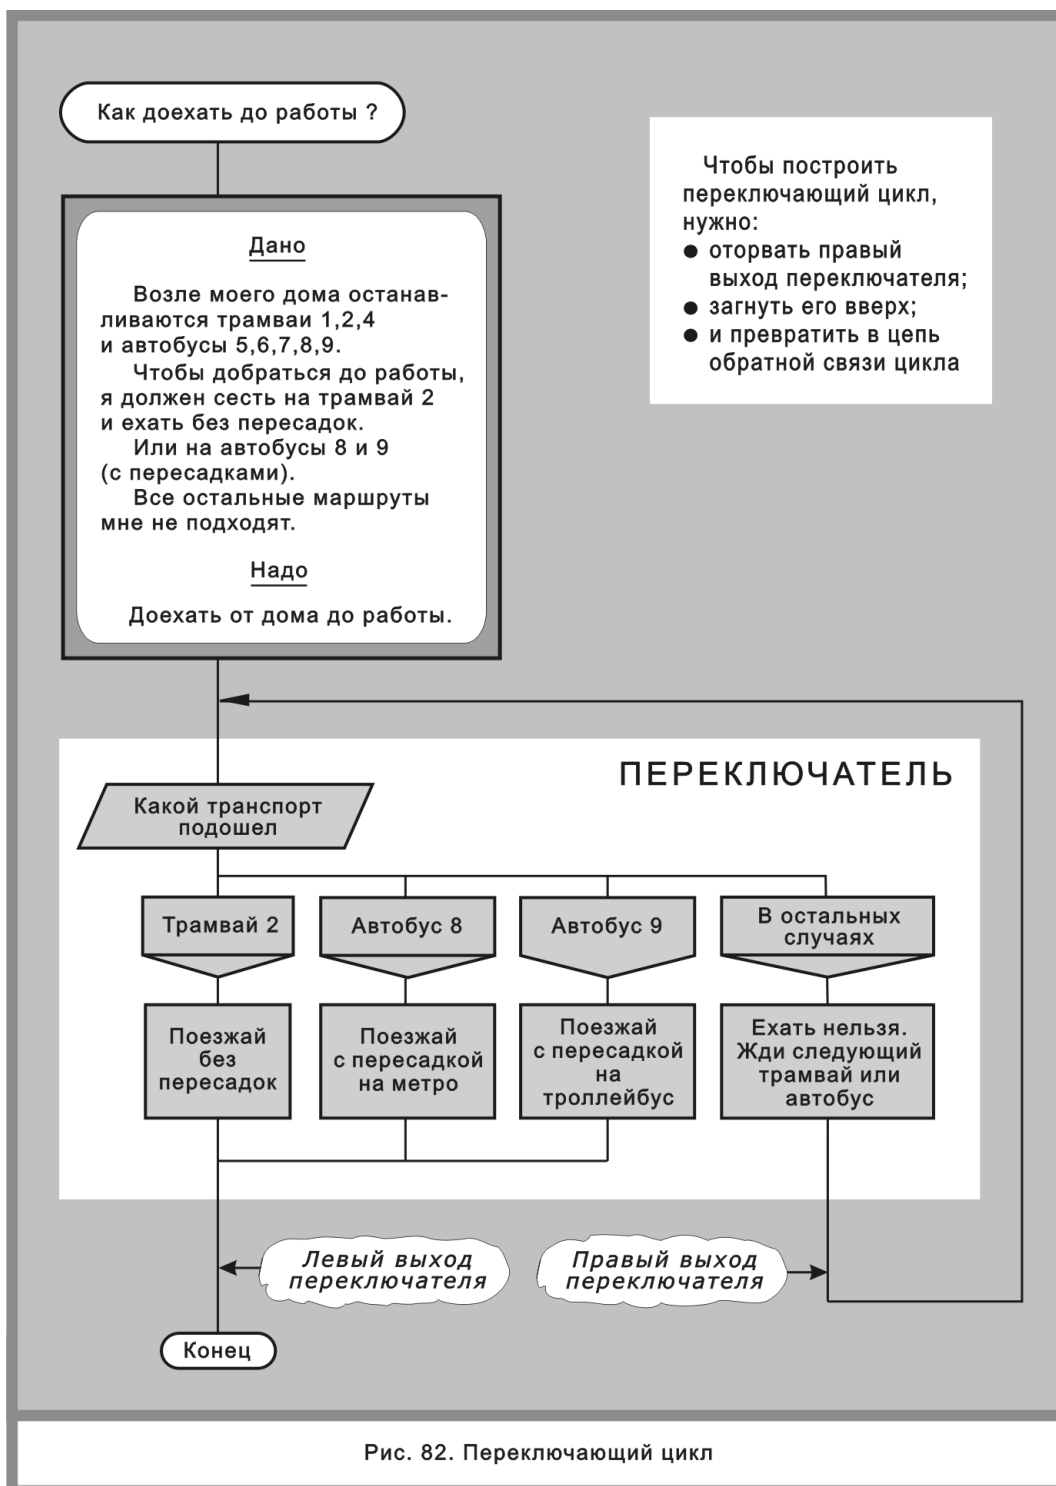 Как доехать до работы ?
Чтобы построить
переключающий цикл,
нужно:
● оторвать правый
выход переключателя;
● загнуть его вверх;
● и превратить в цепь
обратной связи цикла
Дано
Возле моего дома останав-
ливаются трамваи 1,2,4
и автобусы 5,6,7,8,9.
Чтобы добраться до работы,
я должен сесть на трамвай 2
и ехать без пересадок.
Или на автобусы 8 и 9
(с пересадками).
Все остальные маршруты
мне не подходят.
Надо
Доехать от дома до работы.
ПЕРЕКЛЮЧАТЕЛЬ
Какой транспорт
подошел
Трамвай 2
Автобус 8
Автобус 9
В остальных
случаях
Поезжай
без
пересадок
Поезжай
с пересадкой
на метро
Поезжай
с пересадкой
на
троллейбус
Ехать нельзя.
Жди следующий
трамвай или
автобус
Левый выход
переключателя
Правый выход
переключателя
Конец
Рис. 82. Переключающий цикл